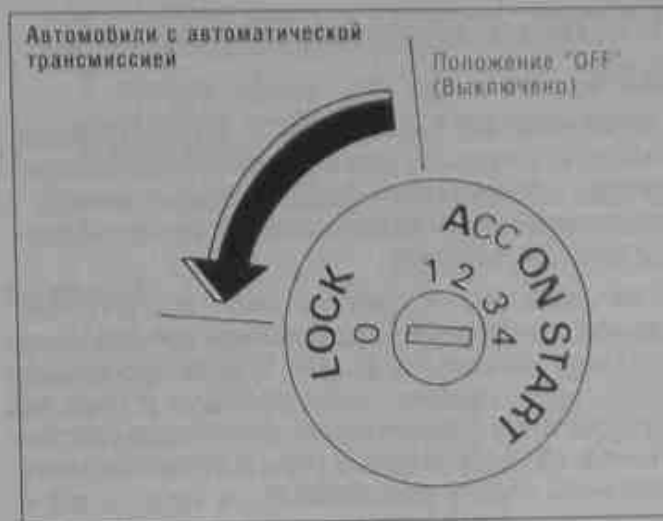 Автомобили с автоматической
трансмиссией
Положение "OFF"
(Выключено)
LOCK ACC ON START
0 1 2 3 4